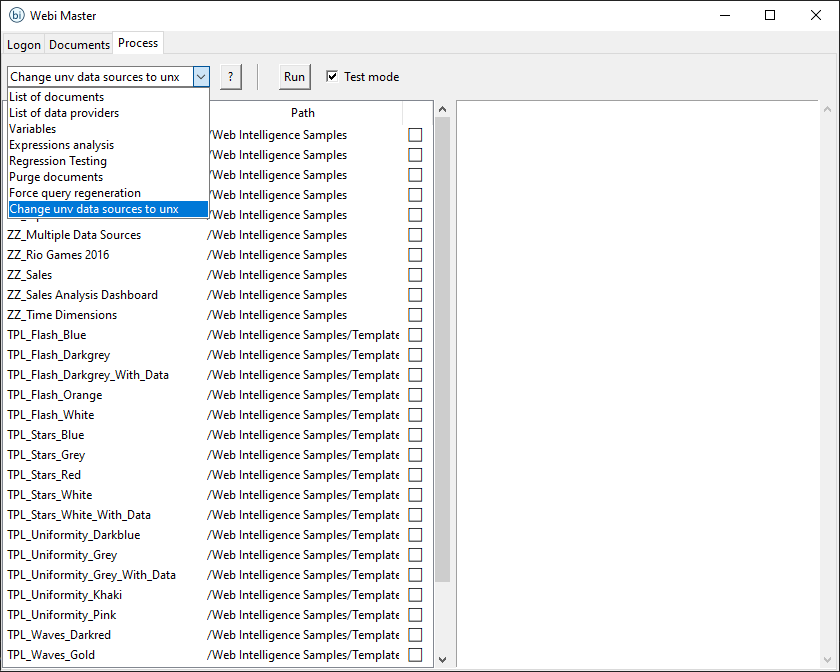 bi Webi Master
Logon Documents Process
Change unv data sources to unx ? Run Test mode
List of documents
List of data providers
Variables
Expressions analysis
Regression Testing
Purge documents
Force query regeneration
Change unv data sources to unx
Path
/Web Intelligence Samples
/Web Intelligence Samples
/Web Intelligence Samples
/Web Intelligence Samples
/Web Intelligence Samples
ZZ_Multiple Data Sources /Web Intelligence Samples
ZZ_Rio Games 2016 /Web Intelligence Samples
ZZ_Sales /Web Intelligence Samples
ZZ_Sales Analysis Dashboard /Web Intelligence Samples
ZZ_Time Dimensions /Web Intelligence Samples
TPL_Flash_Blue /Web Intelligence Samples/Template
TPL_Flash_Darkgrey /Web Intelligence Samples/Template
TPL_Flash_Darkgrey_With_Data /Web Intelligence Samples/Template
TPL_Flash_Orange /Web Intelligence Samples/Template
TPL_Flash_White /Web Intelligence Samples/Template
TPL_Stars_Blue /Web Intelligence Samples/Template
TPL_Stars_Grey /Web Intelligence Samples/Template
TPL_Stars_Red /Web Intelligence Samples/Template
TPL_Stars_White /Web Intelligence Samples/Template
TPL_Stars_White_With_Data /Web Intelligence Samples/Template
TPL_Uniformity_Darkblue /Web Intelligence Samples/Template
TPL_Uniformity_Grey /Web Intelligence Samples/Template
TPL_Uniformity_Grey_With_Data /Web Intelligence Samples/Template
TPL_Uniformity_Khaki /Web Intelligence Samples/Template
TPL_Uniformity_Pink /Web Intelligence Samples/Template
TPL_Waves_Darkred /Web Intelligence Samples/Template
TPL_Waves_Gold /Web Intelligence Samples/Template